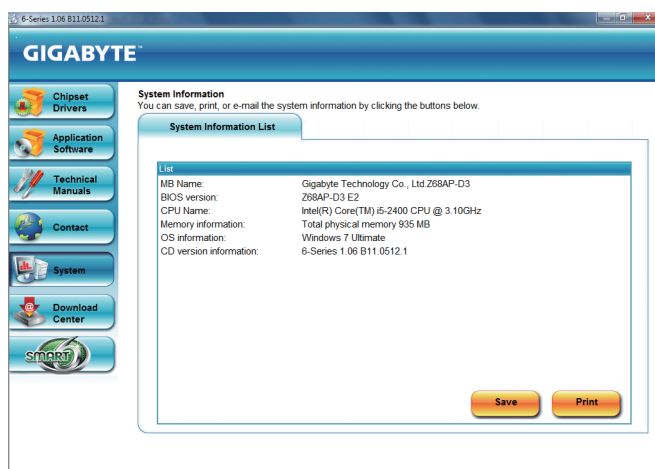 6-Series 1.06 B11.0512.1
GIGABYTE™
Chipset
Drivers
Application
Software
Technical
Manuals
Contact
System
Download
Center
SMART6
System Information
You can save, print, or e-mail the system information by clicking the buttons below.
System Information List
List
MB Name: Gigabyte Technology Co., Ltd.Z68AP-D3
BIOS version: Z68AP-D3 E2
CPU Name: Intel(R) Core(TM) i5-2400 CPU @ 3.10GHz
Memory information: Total physical memory 935 MB
OS information: Windows 7 Ultimate
CD version information: 6-Series 1.06 B11.0512.1
Save Print